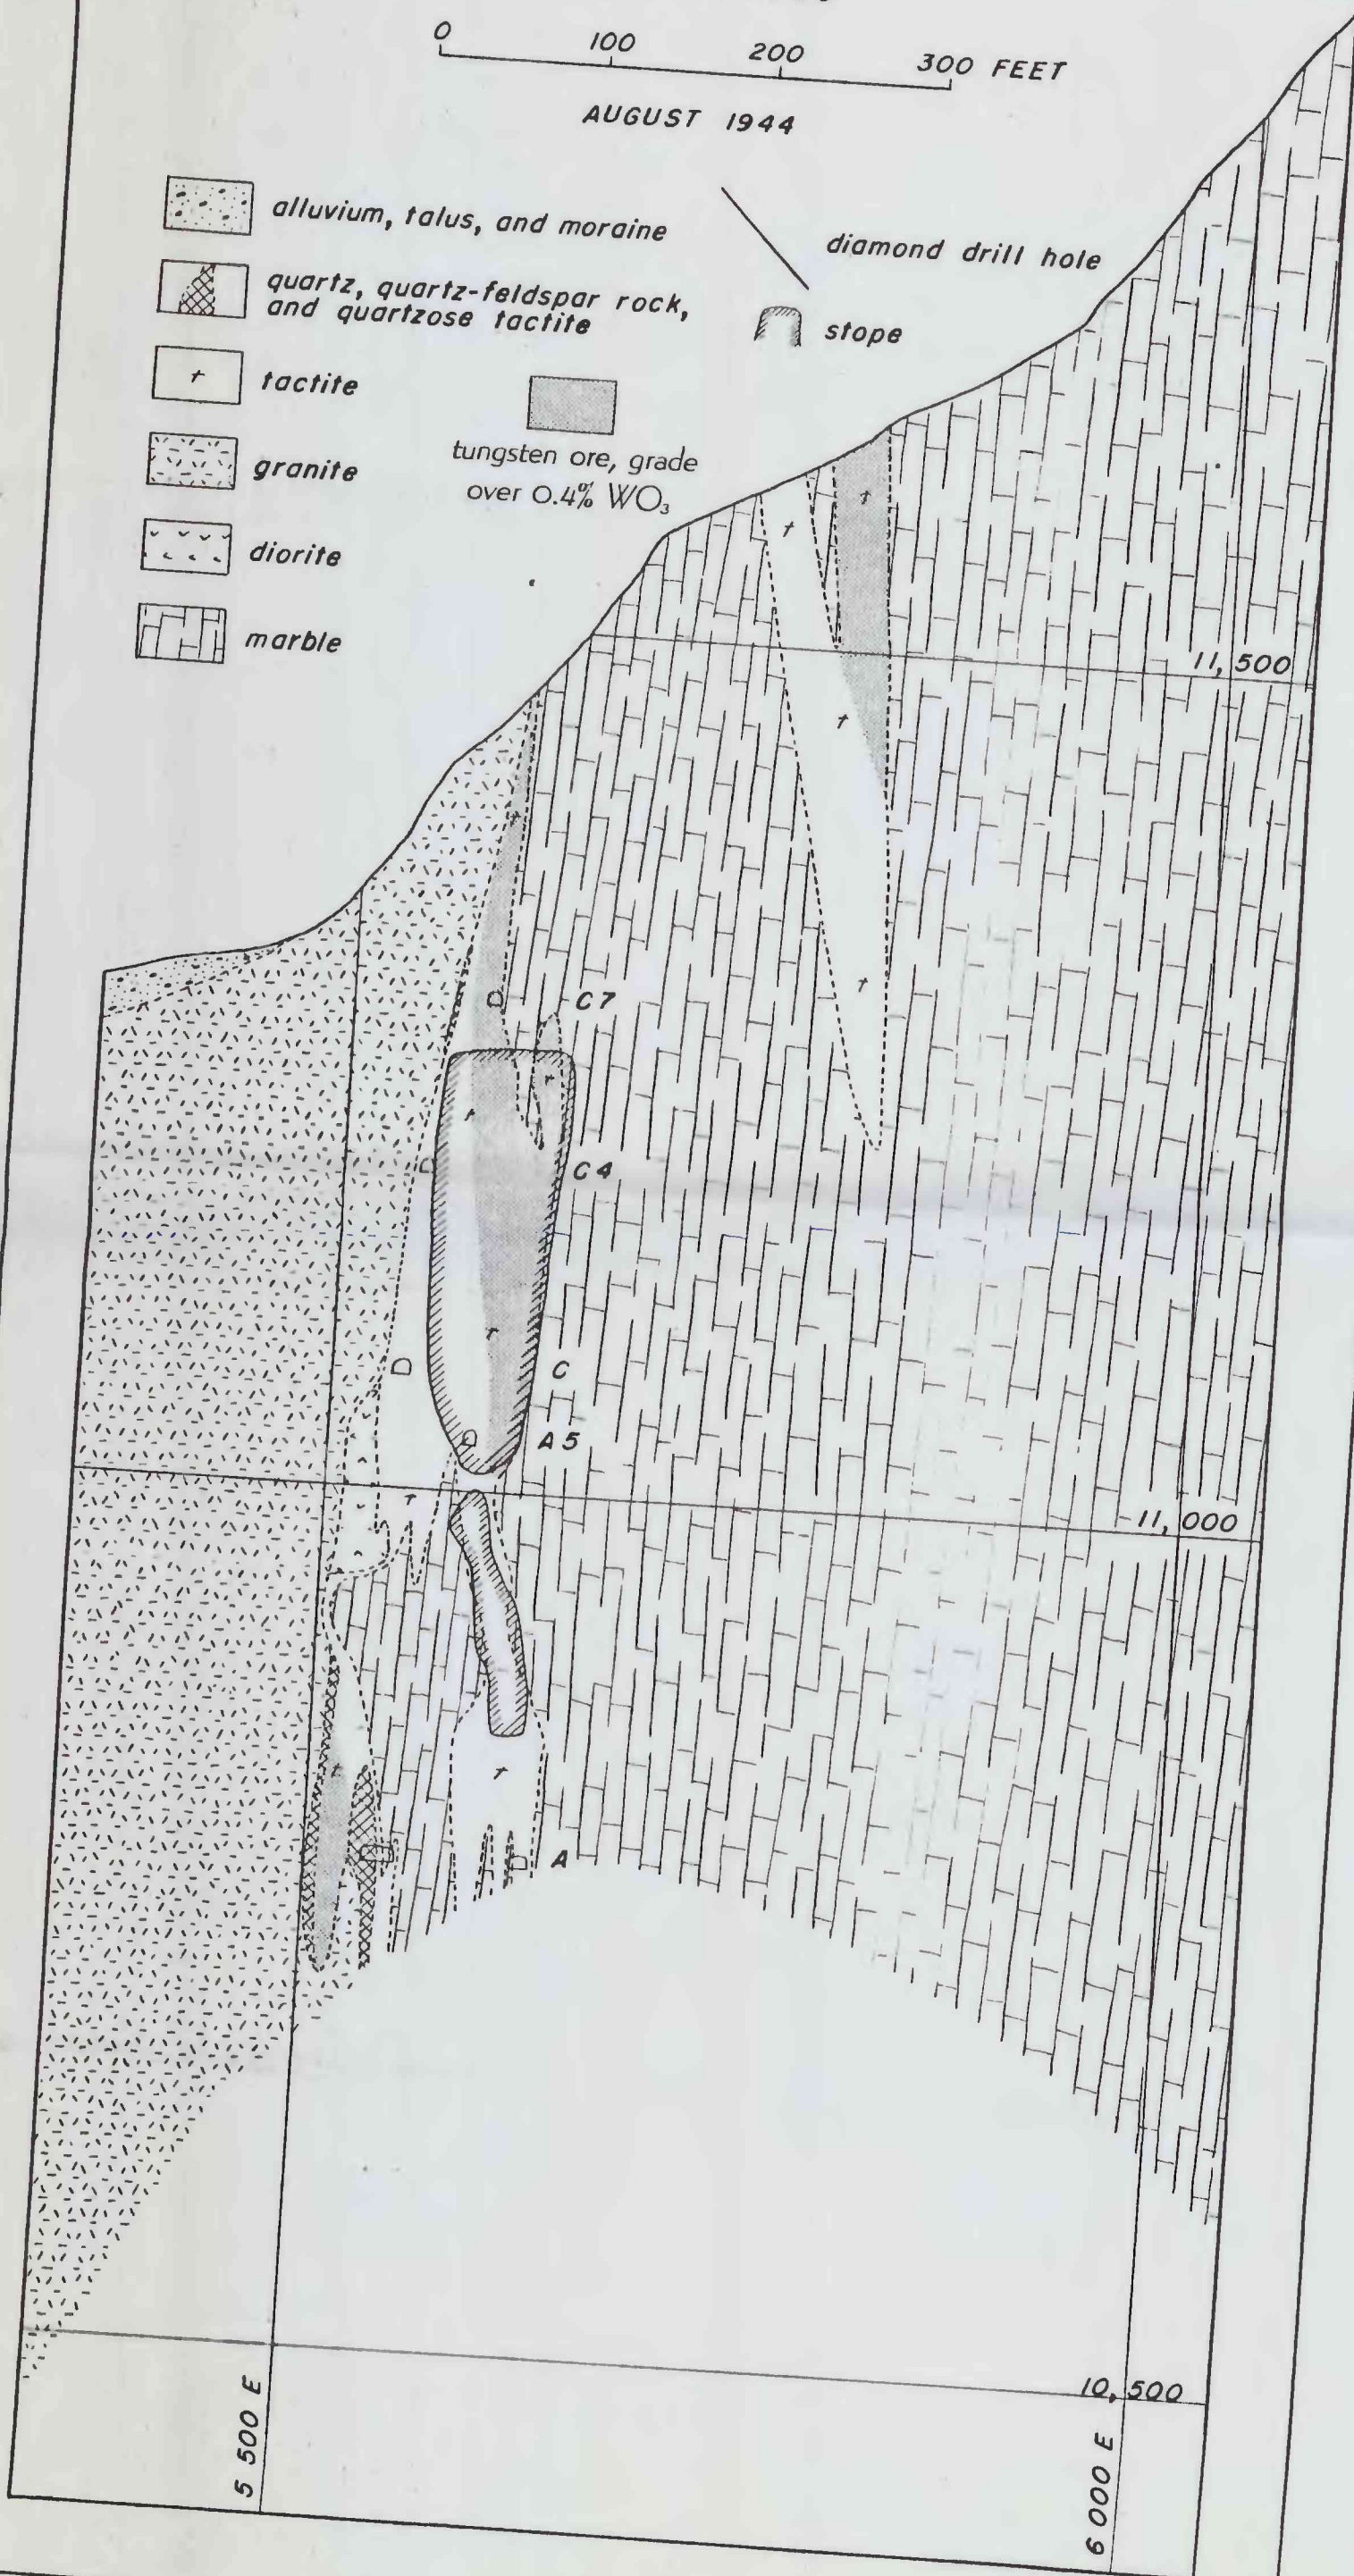 0 100 200 300 FEET
AUGUST 1944
alluvium, talus, and moraine
quartz, quartz-feldspar rock,
and quartzose tactite
tactite
granite
diorite
marble
tungsten ore, grade
over 0.4% WO₃
diamond drill hole
stope
11,500
C7
C4
C
A5
11,000
A
10,500
5 500 E
6 000 E